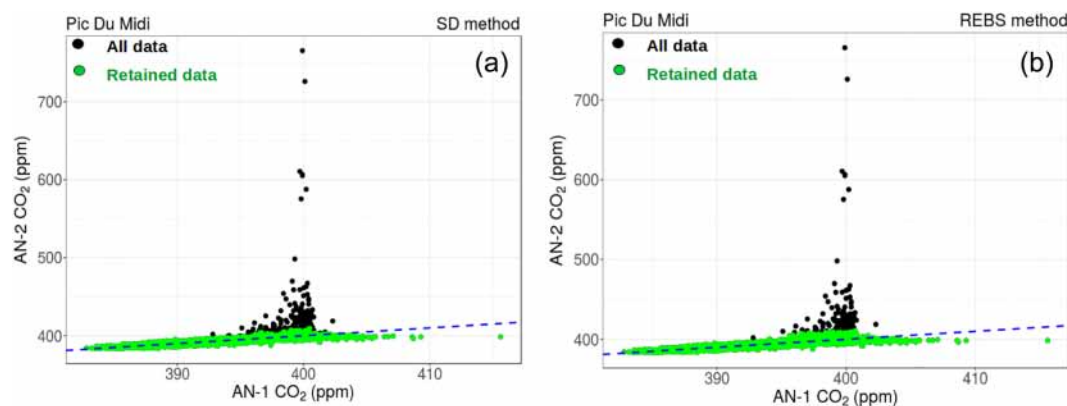 Pic Du Midi SD method
All data (a)
Retained data
700
600
500
400
390 400 410
AN-2 CO₂ (ppm)
AN-1 CO₂ (ppm)
Pic Du Midi REBS method
All data (b)
Retained data
700
600
500
400
390 400 410
AN-2 CO₂ (ppm)
AN-1 CO₂ (ppm)